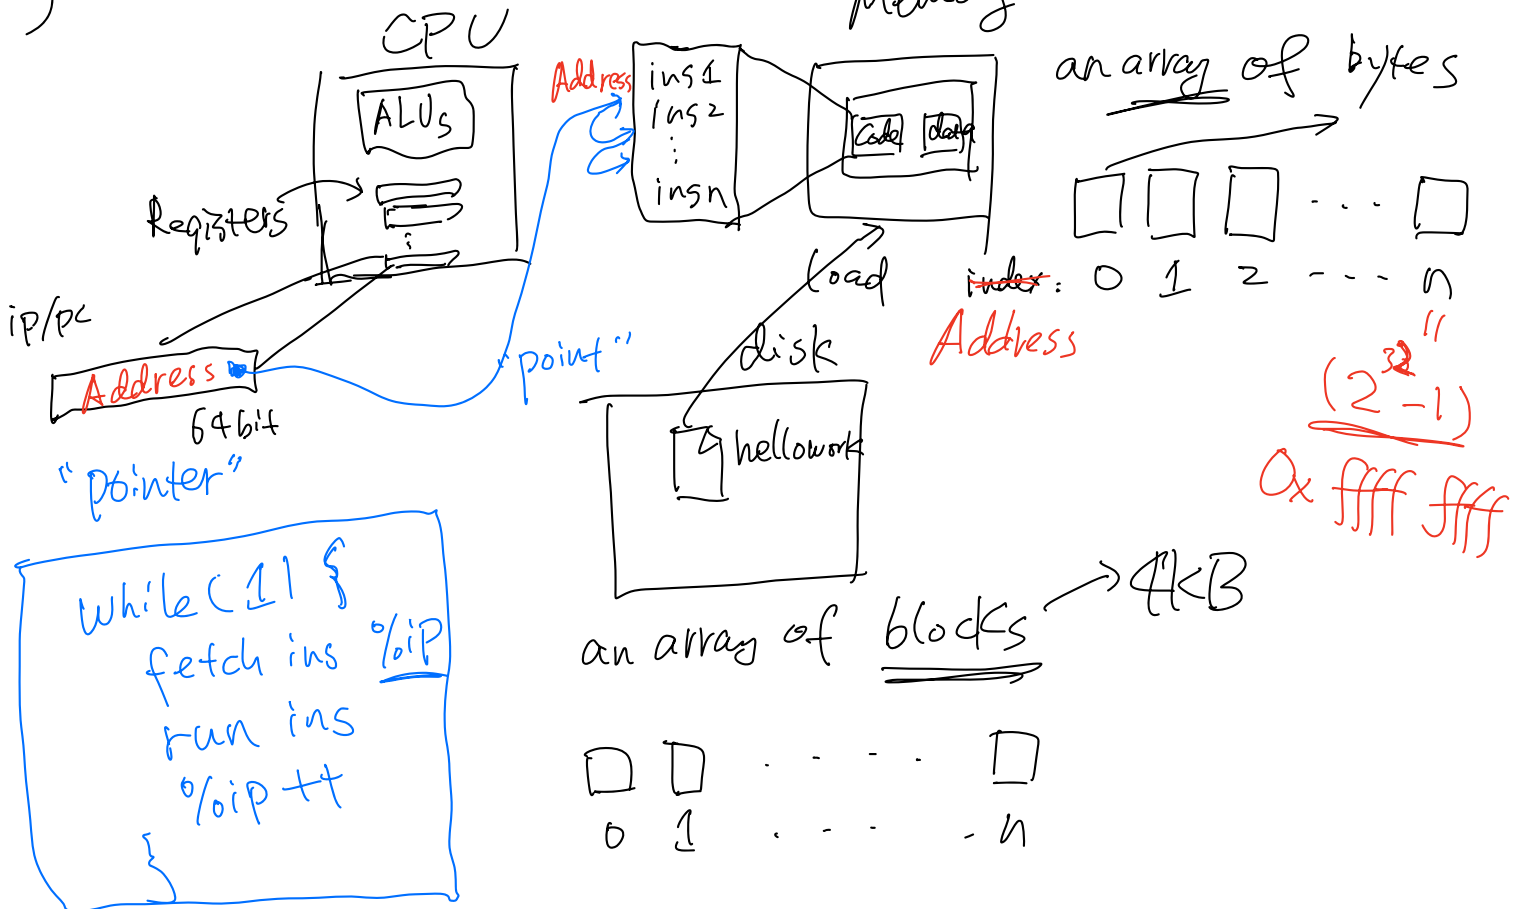 CPU
Memory
ALUs
Registers
ip/pc
Address
64bit
"pointer"
"point"
Address
ins1
ins2
⋮
insn
code
data
load
disk
hellowork
an array of bytes
index: 0 1 2 --- n
Address
"
(2^32 -1)
0x ffff ffff
an array of blocks → 4KB
0 1 . - - - n
while(1) {
fetch ins %ip
run ins
%ip ++
}